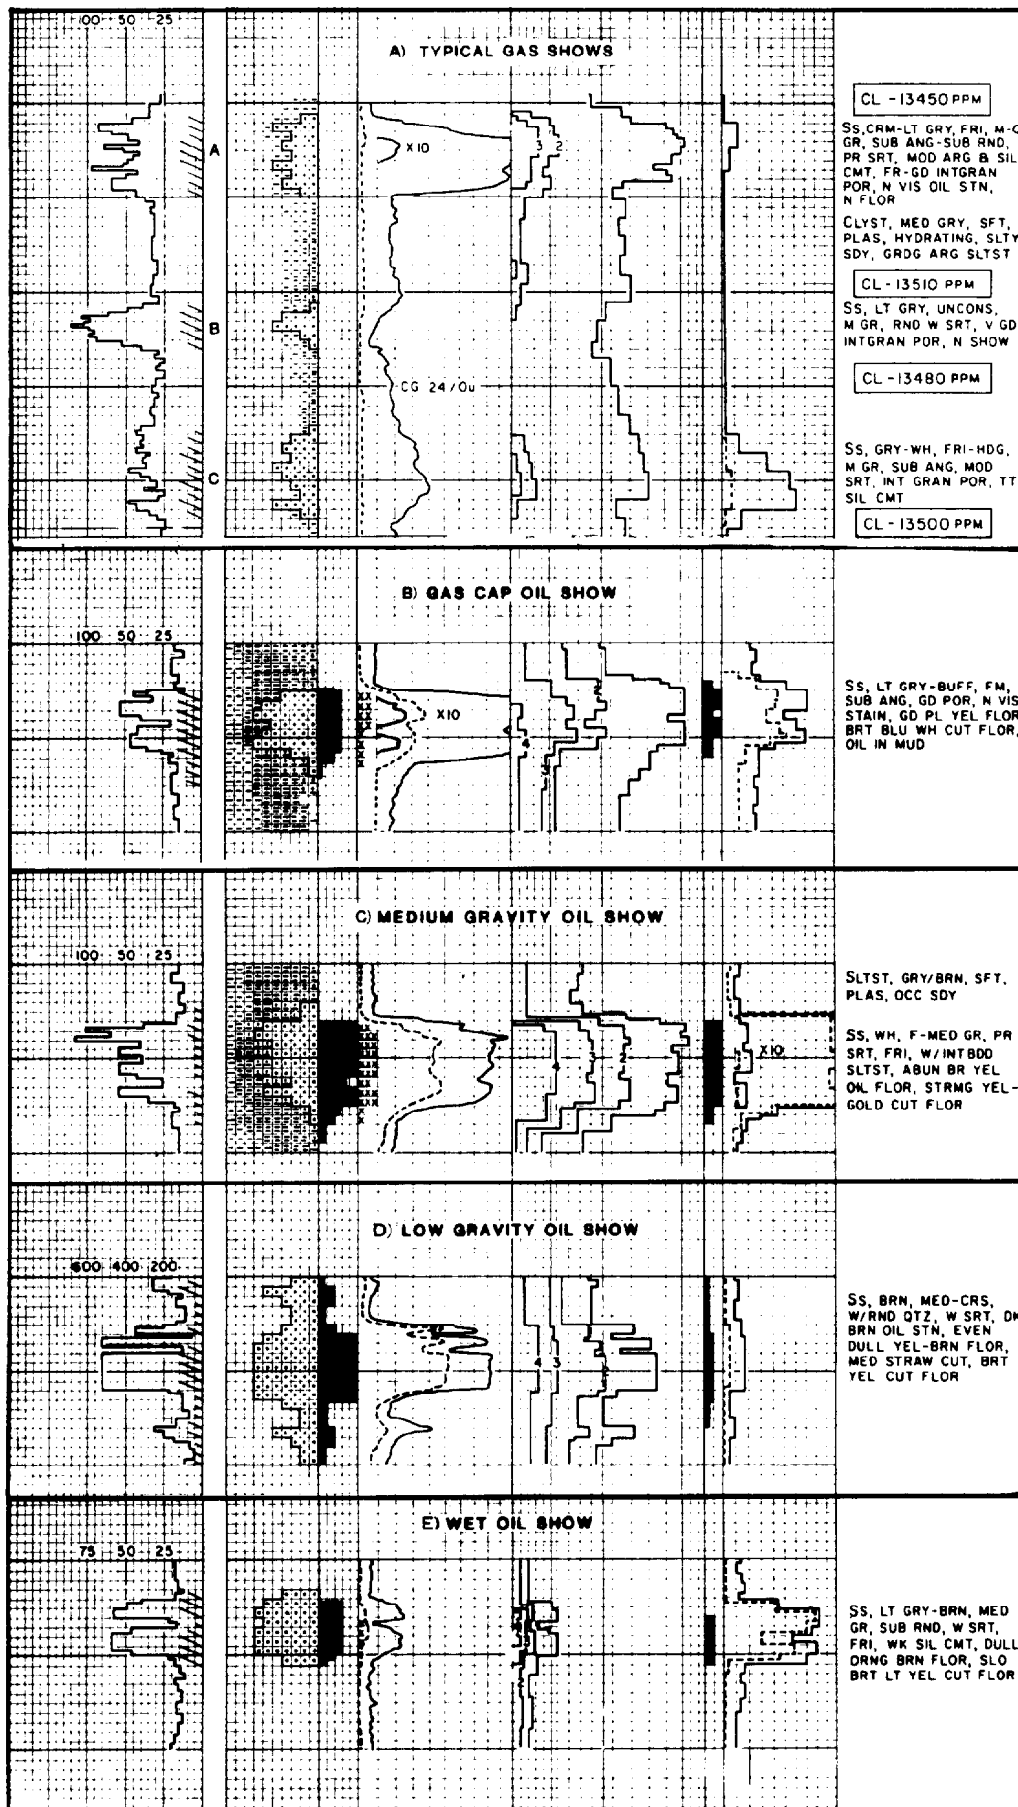 100 50 25
A) TYPICAL GAS SHOWS
CL -13450 PPM
A
X10
3 2
SS,CRM-LT GRY, FRI, M-C
GR, SUB ANG-SUB RND,
PR SRT, MOD ARG & SIL
CMT, FR-GD INTGRAN
POR, N VIS OIL STN,
N FLOR
CLYST, MED GRY, SFT,
PLAS, HYDRATING, SLTY
SDY, GRDG ARG SLTST
CL -13510 PPM
B
SS, LT GRY, UNCONS,
M GR, RND W SRT, V GD
INTGRAN POR, N SHOW
CG 24/0u
CL -13480 PPM
C
SS, GRY-WH, FRI-HDG,
M GR, SUB ANG, MOD
SRT, INT GRAN POR, TT
SIL CMT
CL -13500 PPM
B) GAS CAP OIL SHOW
100 50 25
X10
4 3 2
SS, LT GRY-BUFF, FM,
SUB ANG, GD POR, N VIS
STAIN, GD PL YEL FLOR
BRT BLU WH CUT FLOR,
OIL IN MUD
C) MEDIUM GRAVITY OIL SHOW
100 50 25
SLTST, GRY/BRN, SFT,
PLAS, OCC SDY
4 3 2
X10
SS, WH, F-MED GR, PR
SRT, FRI, W/INTBDD
SLTST, ABUN BR YEL
OIL FLOR, STRMG YEL-
GOLD CUT FLOR
D) LOW GRAVITY OIL SHOW
600 400 200
4 3 2
SS, BRN, MED-CRS,
W/RND QTZ, W SRT, DK
BRN OIL STN, EVEN
DULL YEL-BRN FLOR,
MED STRAW CUT, BRT
YEL CUT FLOR
E) WET OIL SHOW
75 50 25
SS, LT GRY-BRN, MED
GR, SUB RND, W SRT,
FRI, WK SIL CMT, DULL
ORNG BRN FLOR, SLO
BRT LT YEL CUT FLOR